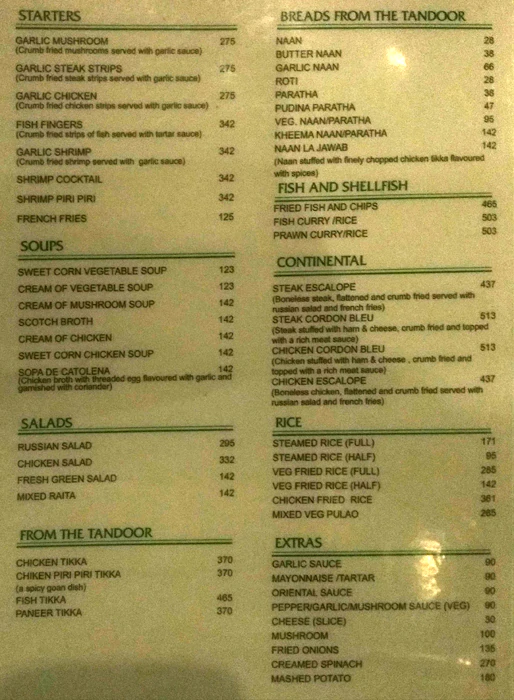 STARTERS
GARLIC MUSHROOM 275
(Crumb fried mushrooms served with garlic sauce)
GARLIC STEAK STRIPS 275
(Crumb fried steak strips served with garlic sauce)
GARLIC CHICKEN 275
(Crumb fried chicken strips served with garlic sauce)
FISH FINGERS 342
(Crumb fried strips of fish served with tartar sauce)
GARLIC SHRIMP 342
(Crumb fried shrimp served with garlic sauce)
SHRIMP COCKTAIL 342
SHRIMP PIRI PIRI 342
FRENCH FRIES 125
SOUPS
SWEET CORN VEGETABLE SOUP 123
CREAM OF VEGETABLE SOUP 123
CREAM OF MUSHROOM SOUP 142
SCOTCH BROTH 142
CREAM OF CHICKEN 142
SWEET CORN CHICKEN SOUP 142
SOPA DE CATOLENA 142
(Chicken broth with threaded egg flavoured with garlic and
garnished with coriander)
SALADS
RUSSIAN SALAD 295
CHICKEN SALAD 332
FRESH GREEN SALAD 142
MIXED RAITA 142
FROM THE TANDOOR
CHICKEN TIKKA 370
CHIKEN PIRI PIRI TIKKA 370
(a spicy goan dish)
FISH TIKKA 465
PANEER TIKKA 370
BREADS FROM THE TANDOOR
NAAN 28
BUTTER NAAN 38
GARLIC NAAN 66
ROTI 28
PARATHA 38
PUDINA PARATHA 47
VEG. NAAN/PARATHA 95
KHEEMA NAAN/PARATHA 142
NAAN LA JAWAB 142
(Naan stuffed with finely chopped chicken tikka flavoured
with spices)
FISH AND SHELLFISH
FRIED FISH AND CHIPS 465
FISH CURRY /RICE 503
PRAWN CURRY/RICE 503
CONTINENTAL
STEAK ESCALOPE 437
(Boneless steak, flattened and crumb fried served with
russian salad and french fries)
STEAK CORDON BLEU 513
(Steak stuffed with ham & cheese, crumb fried and topped
with a rich meat sauce)
CHICKEN CORDON BLEU 513
(Chicken stuffed with ham & cheese , crumb fried and
topped with a rich meat sauce)
CHICKEN ESCALOPE 437
(Boneless chicken, flattened and crumb fried served with
russian salad and french fries)
RICE
STEAMED RICE (FULL) 171
STEAMED RICE (HALF) 95
VEG FRIED RICE (FULL) 265
VEG FRIED RICE (HALF) 142
CHICKEN FRIED RICE 361
MIXED VEG PULAO 265
EXTRAS
GARLIC SAUCE 90
MAYONNAISE /TARTAR 90
ORIENTAL SAUCE 90
PEPPER/GARLIC/MUSHROOM SAUCE (VEG) 90
CHEESE (SLICE) 30
MUSHROOM 100
FRIED ONIONS 135
CREAMED SPINACH 270
MASHED POTATO 180